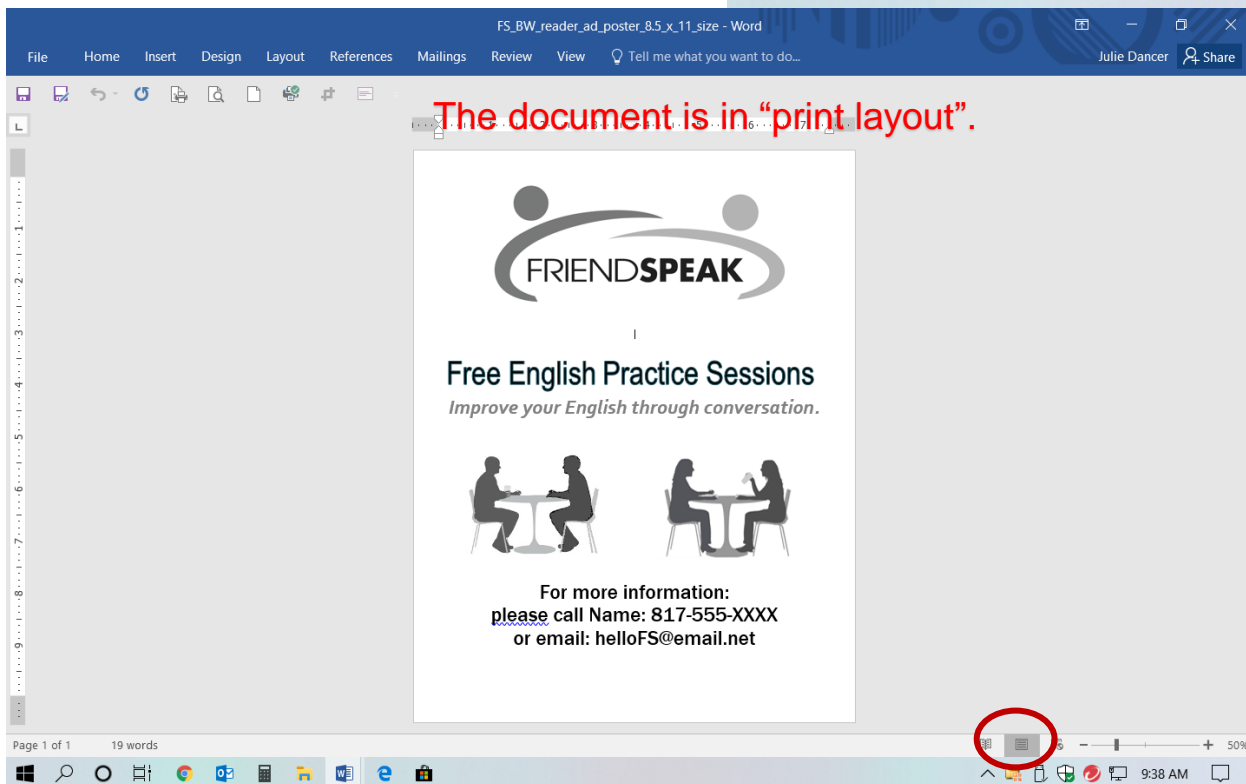 FS_BW_reader_ad_poster_8.5_x_11_size - Word
File Home Insert Design Layout References Mailings Review View Tell me what you want to do... Julie Dancer Share
The document is in “print layout”.
FRIENDSPEAK
Free English Practice Sessions
Improve your English through conversation.
For more information:
please call Name: 817-555-XXXX
or email: helloFS@email.net
Page 1 of 1 19 words 50%
9:38 AM